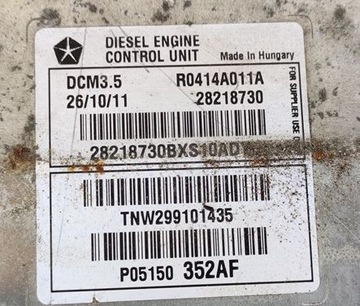 DIESEL ENGINE
CONTROL UNIT
Made in Hungary
DCM3.5 R0414A011A
26/10/11 28218730
FOR SUPPLIER USE
28218730BXS10AD
TNW299101435
P05150 352AF